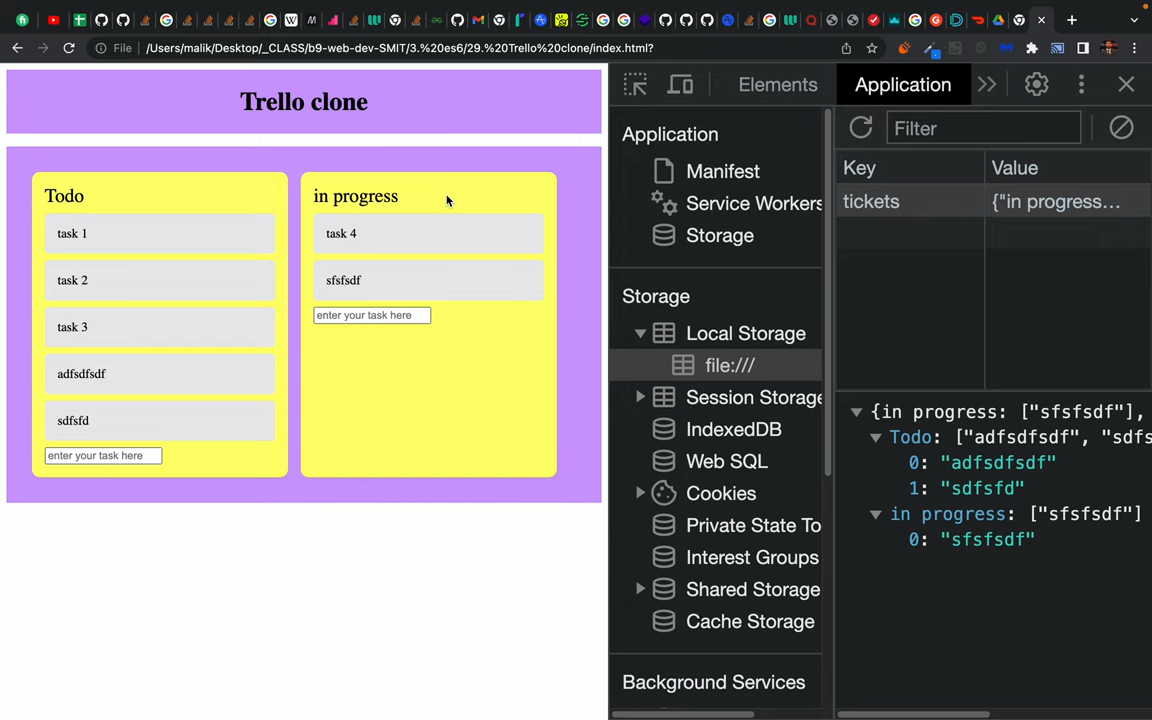 File
/Users/malik/Desktop/_CLASS/b9-web-dev-SMIT/3.%20es6/29.%20Trello%20clone/index.html?
Trello clone
Todo
task 1
task 2
task 3
adfsdfsdf
sdfsfd
enter your task here
in progress
task 4
sfsfsdf
enter your task here
Elements
Application
Application
Manifest
Service Workers
Storage
Storage
Local Storage
file:///
Session Storage
IndexedDB
Web SQL
Cookies
Private State To
Interest Groups
Shared Storage
Cache Storage
Background Services
Filter
Key Value
tickets {"in progress…
{in progress: ["sfsfsdf"],
Todo: ["adfsdfsdf", "sdfs
0: "adfsdfsdf"
1: "sdfsfd"
in progress: ["sfsfsdf"]
0: "sfsfsdf"